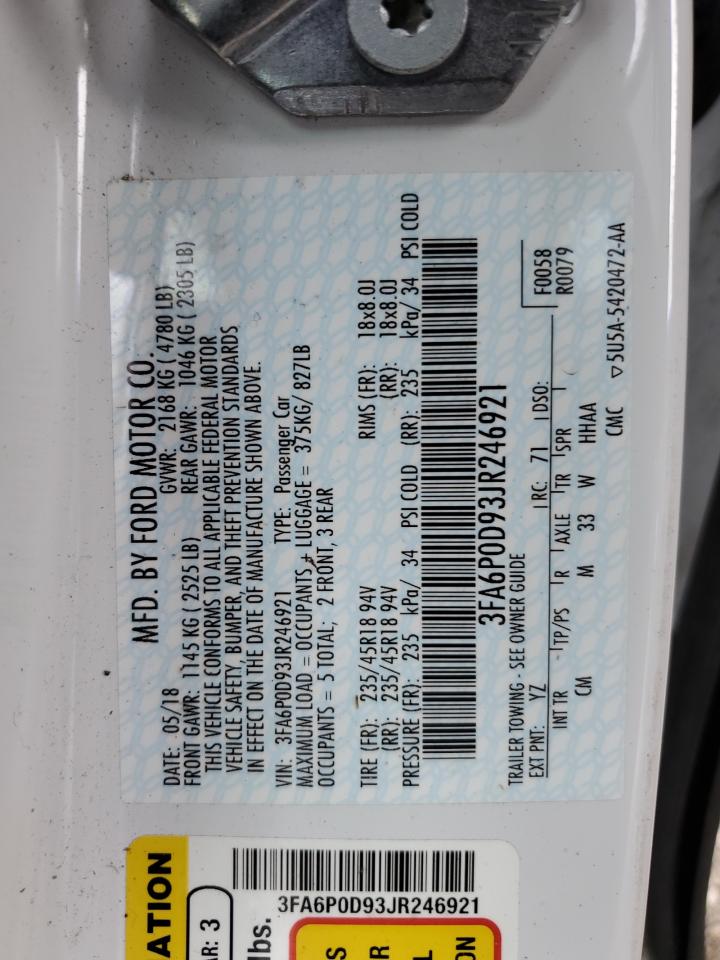 MFD. BY FORD MOTOR CO.
DATE: 05/18 GVWR: 2168 KG ( 4780 LB)
FRONT GAWR: 1145 KG ( 2525 LB) REAR GAWR: 1046 KG ( 2305 LB)
THIS VEHICLE CONFORMS TO ALL APPLICABLE FEDERAL MOTOR
VEHICLE SAFETY, BUMPER, AND THEFT PREVENTION STANDARDS
IN EFFECT ON THE DATE OF MANUFACTURE SHOWN ABOVE.
VIN: 3FA6P0D93JR246921 TYPE: Passenger Car
MAXIMUM LOAD = OCCUPANTS + LUGGAGE = 375KG/ 827LB
OCCUPANTS = 5 TOTAL; 2 FRONT, 3 REAR
TIRE (FR): 235/45R18 94V RIMS (FR): 18x8.0J
(RR): 235/45R18 94V (RR): 18x8.0J
PRESSURE (FR): 235 kPa/ 34 PSI COLD (RR): 235 kPa/ 34 PSI COLD
3FA6P0D93JR246921
TRAILER TOWING - SEE OWNER GUIDE F0058
EXT PNT: YZ RC: 71 DSO: R0079
INT TR TP/PS R AXLE TR SPR
CM M 33 W HHAA
CMC ▽5U5A-5420472-AA
ATION
AR: 3
lbs.
3FA6P0D93JR246921
S
R
L
ON